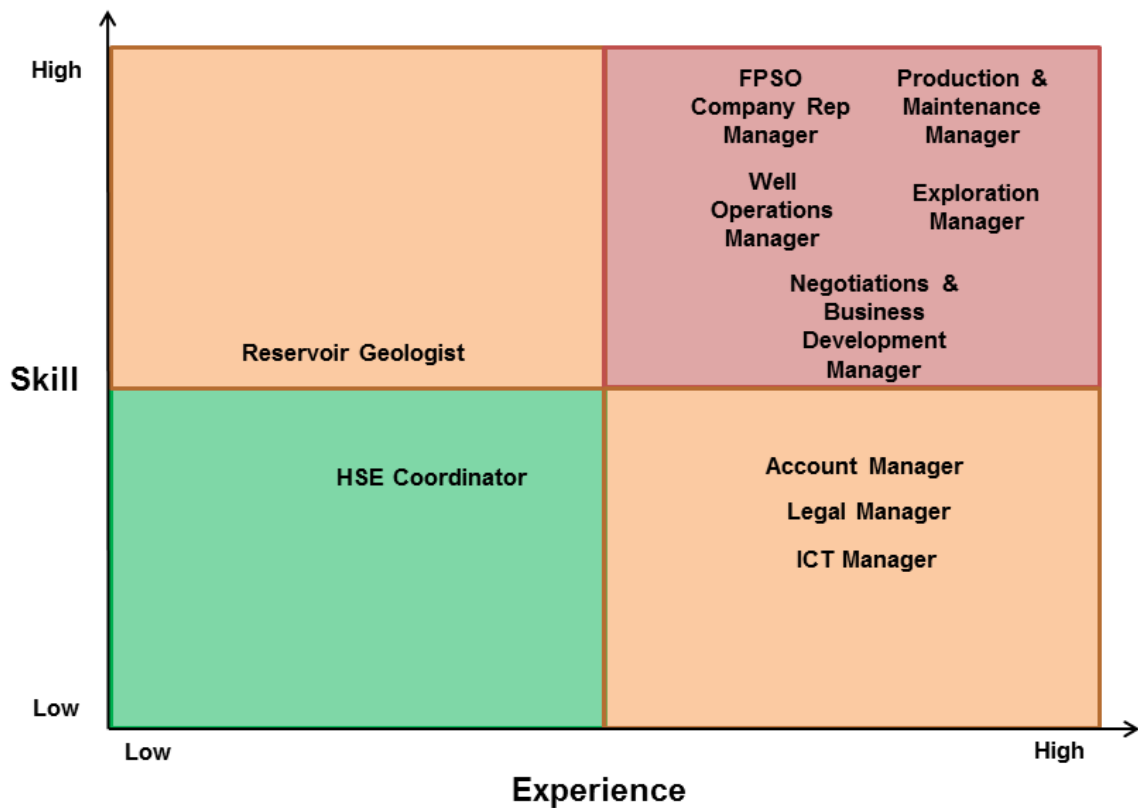 High
FPSO
Company Rep
Manager
Production &
Maintenance
Manager
Well
Operations
Manager
Exploration
Manager
Negotiations &
Business
Development
Manager
Reservoir Geologist
Skill
HSE Coordinator
Account Manager
Legal Manager
ICT Manager
Low
Low
High
Experience